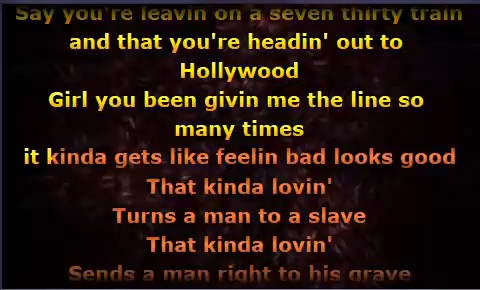 Say you're leavin on a seven thirty train
and that you're headin' out to
Hollywood
Girl you been givin me the line so
many times
it kinda gets like feelin bad looks good
That kinda lovin'
Turns a man to a slave
That kinda lovin'
Sends a man right to his grave